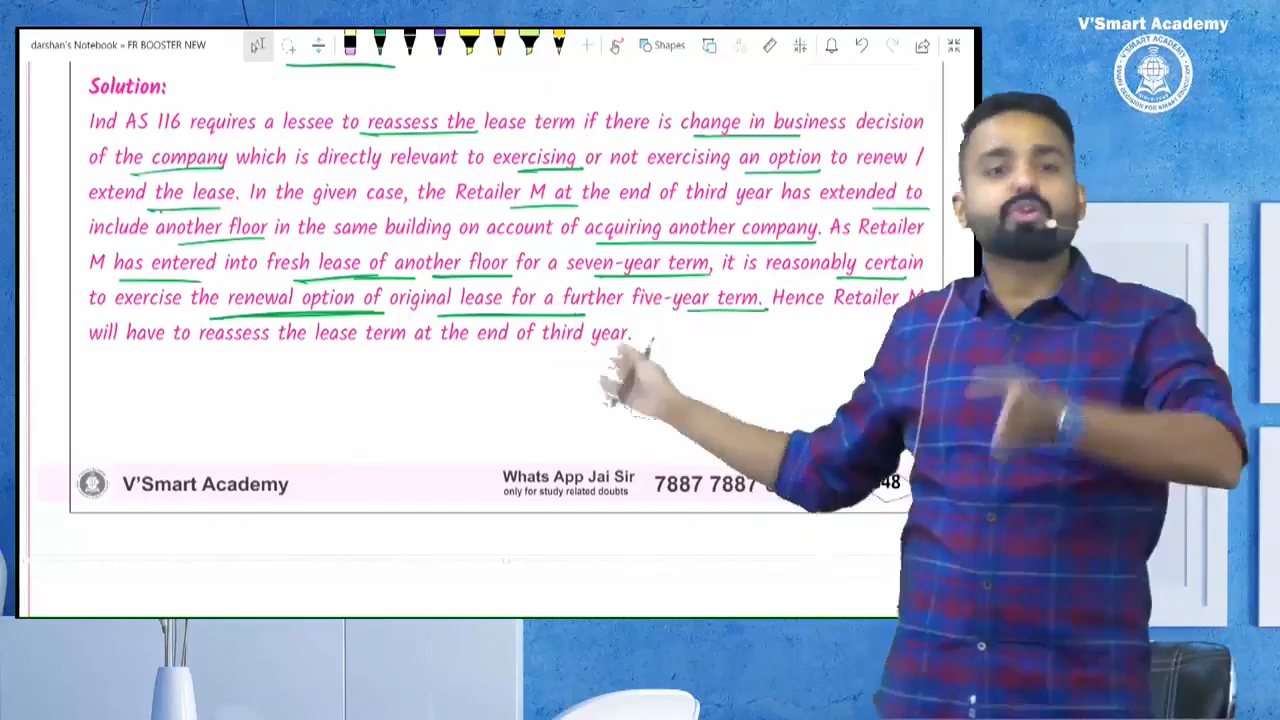 V'Smart Academy
darshan's Notebook » FR BOOSTER NEW
Shapes
Solution:
Ind AS 116 requires a lessee to reassess the lease term if there is change in business decision
of the company which is directly relevant to exercising or not exercising an option to renew /
extend the lease. In the given case, the Retailer M at the end of third year has extended to
include another floor in the same building on account of acquiring another company. As Retailer
M has entered into fresh lease of another floor for a seven-year term, it is reasonably certain
to exercise the renewal option of original lease for a further five-year term. Hence Retailer M
will have to reassess the lease term at the end of third year.
V'Smart Academy
Whats App Jai Sir
only for study related doubts
7887 7887
48